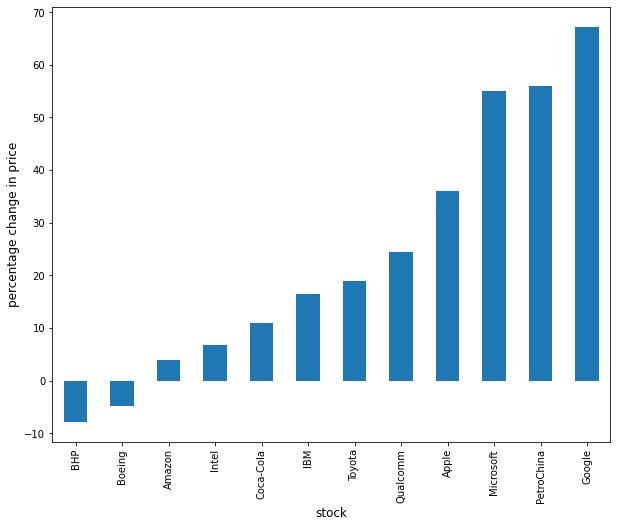 percentage change in price
70
60
50
40
30
20
10
0
−10
BHP
Boeing
Amazon
Intel
Coca-Cola
IBM
Toyota
Qualcomm
Apple
Microsoft
PetroChina
Google
stock